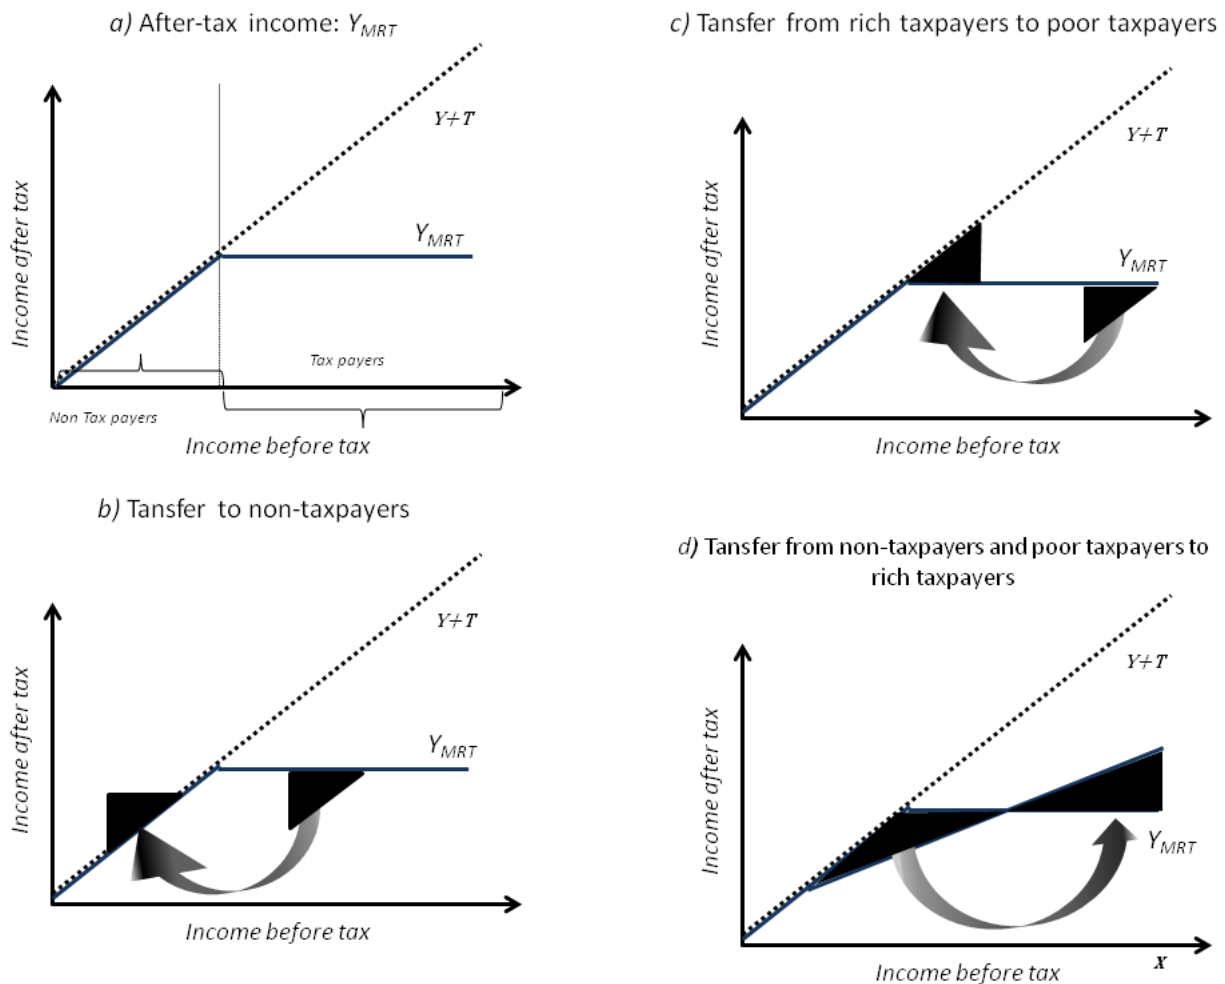 a) After-tax income: YMRT
Y+T
YMRT
Income after tax
Tax payers
Non Tax payers
Income before tax
b) Tansfer to non-taxpayers
Y+T
YMRT
Income after tax
Income before tax
c) Tansfer from rich taxpayers to poor taxpayers
Y+T
YMRT
Income after tax
Income before tax
d) Tansfer from non-taxpayers and poor taxpayers to
rich taxpayers
Y+T
YMRT
Income after tax
X
Income before tax